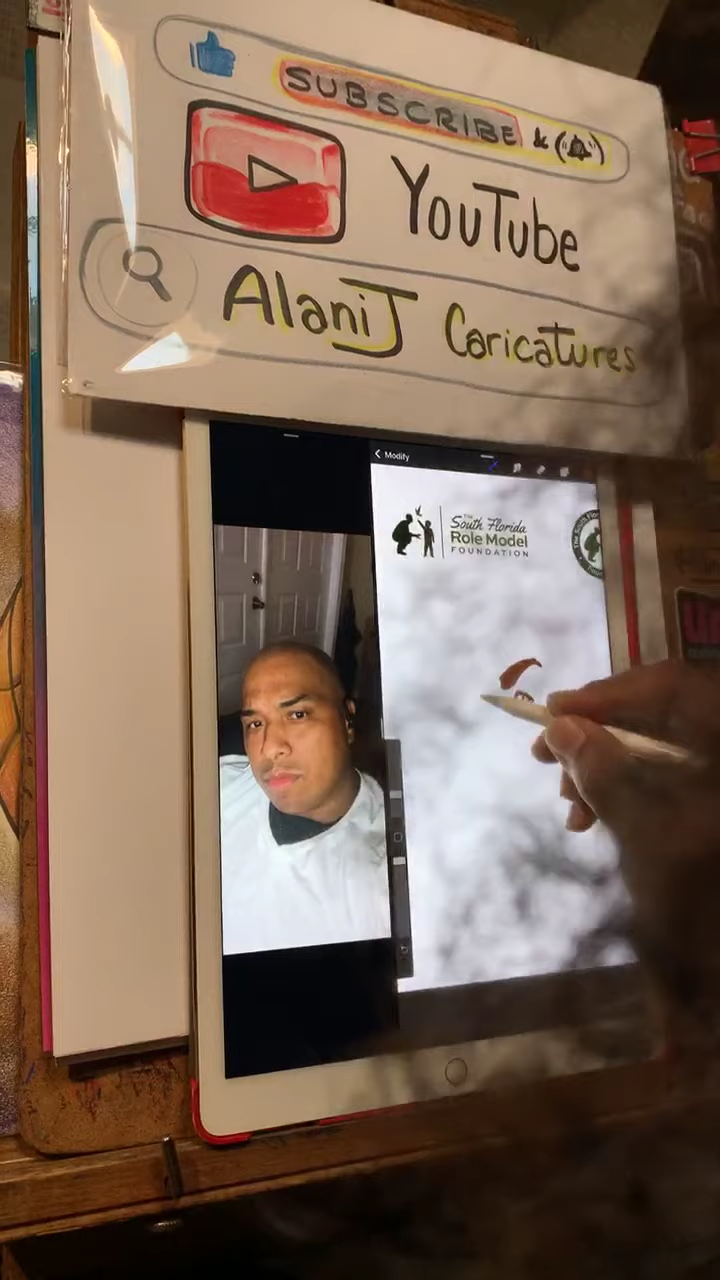 SUBSCRIBE &
YouTube
AlaniJ Caricatures
Modify
The
South Florida
Role Model
FOUNDATION